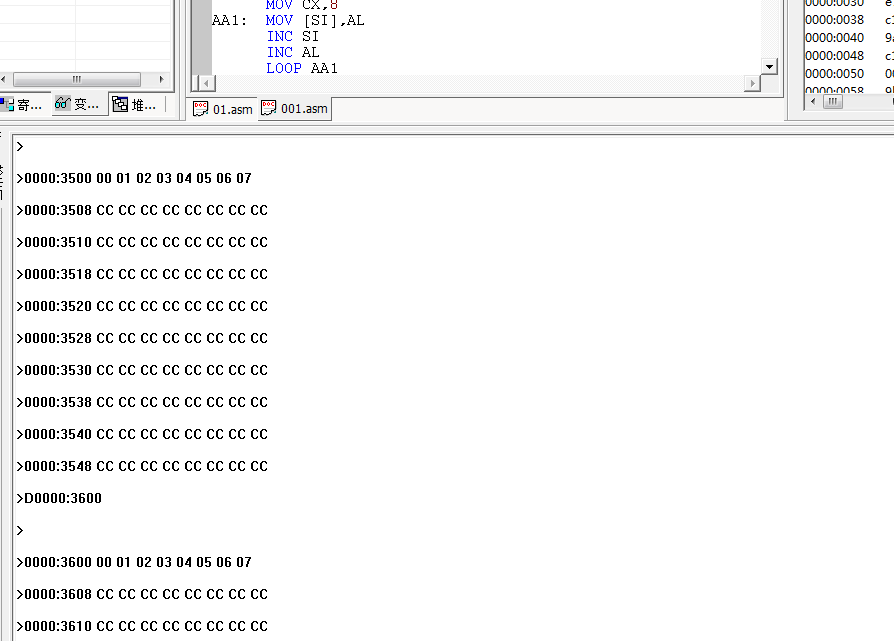 MOV CX,8
AA1: MOV [SI],AL
INC SI
INC AL
LOOP AA1
0000:0030
0000:0038
0000:0040
0000:0048
0000:0050
0000:0058
寄... 变... 堆...
01.asm 001.asm
>
>0000:3500 00 01 02 03 04 05 06 07
>0000:3508 CC CC CC CC CC CC CC CC
>0000:3510 CC CC CC CC CC CC CC CC
>0000:3518 CC CC CC CC CC CC CC CC
>0000:3520 CC CC CC CC CC CC CC CC
>0000:3528 CC CC CC CC CC CC CC CC
>0000:3530 CC CC CC CC CC CC CC CC
>0000:3538 CC CC CC CC CC CC CC CC
>0000:3540 CC CC CC CC CC CC CC CC
>0000:3548 CC CC CC CC CC CC CC CC
>D0000:3600
>
>0000:3600 00 01 02 03 04 05 06 07
>0000:3608 CC CC CC CC CC CC CC CC
>0000:3610 CC CC CC CC CC CC CC CC